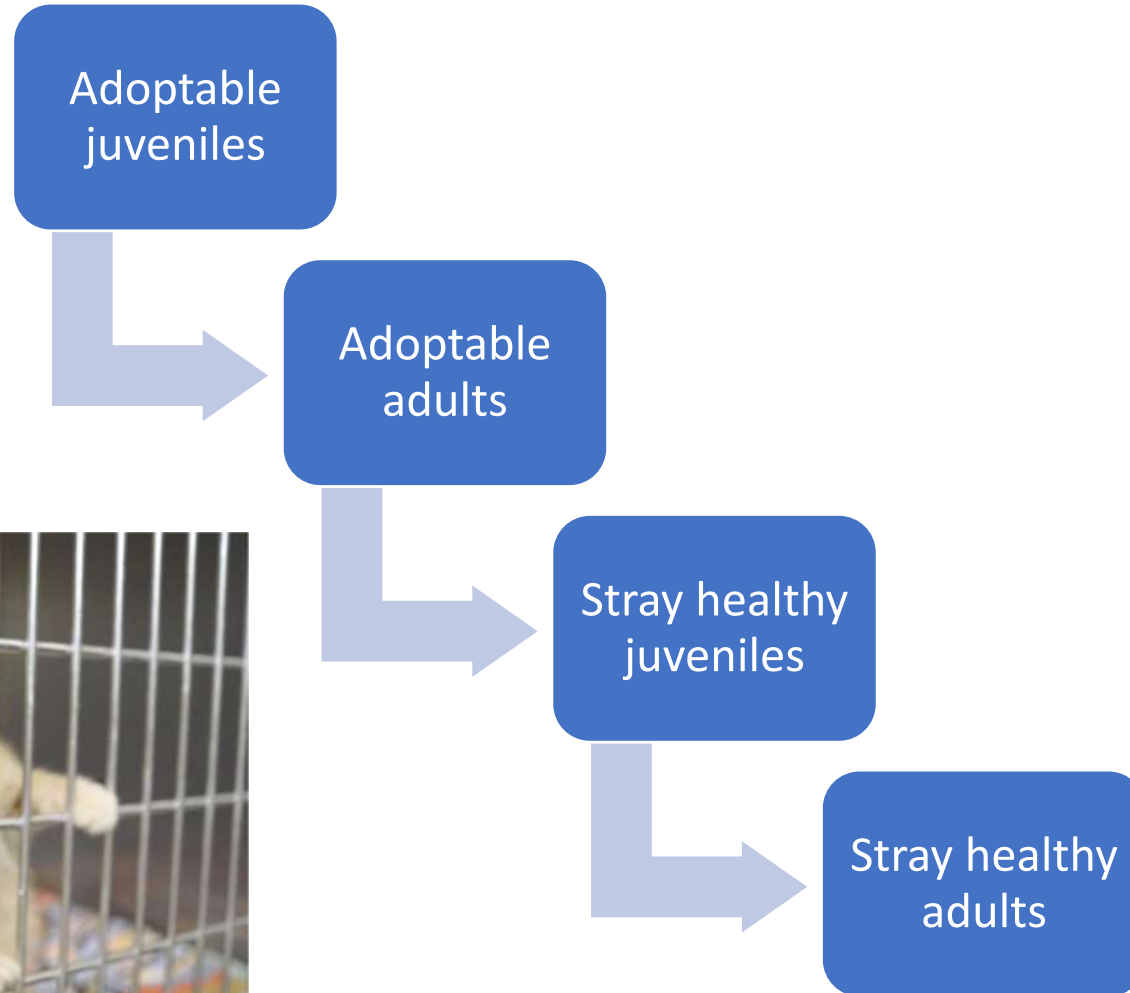 Adoptable
juveniles
Adoptable
adults
Stray healthy
juveniles
Stray healthy
adults